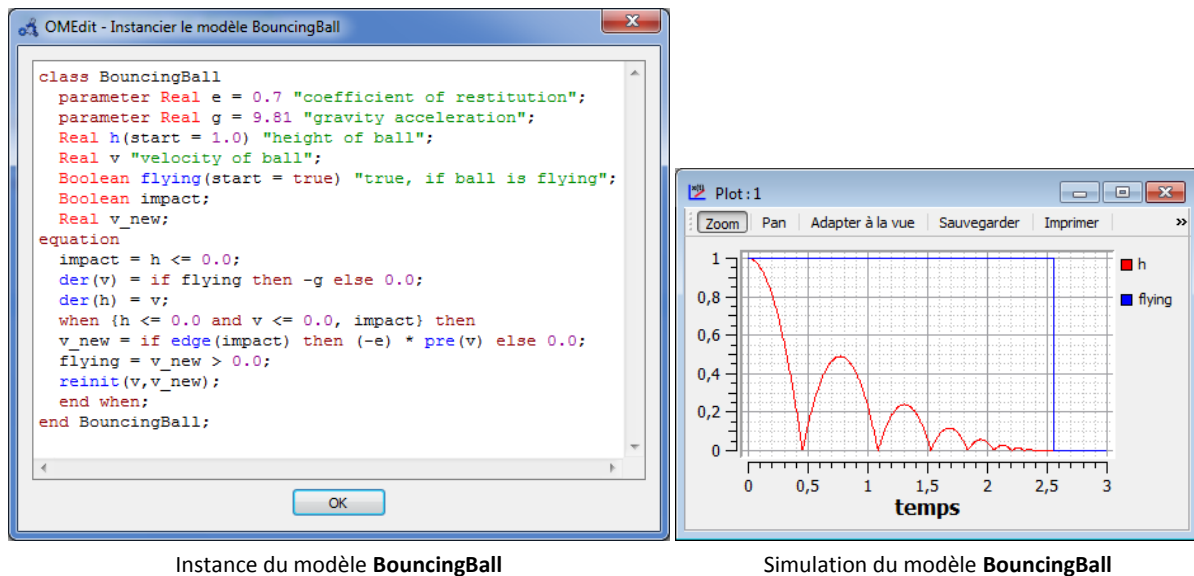 OMEdit - Instancier le modèle BouncingBall
class BouncingBall
parameter Real e = 0.7 "coefficient of restitution";
parameter Real g = 9.81 "gravity acceleration";
Real h(start = 1.0) "height of ball";
Real v "velocity of ball";
Boolean flying(start = true) "true, if ball is flying";
Boolean impact;
Real v_new;
equation
impact = h <= 0.0;
der(v) = if flying then -g else 0.0;
der(h) = v;
when {h <= 0.0 and v <= 0.0, impact} then
v_new = if edge(impact) then (-e) * pre(v) else 0.0;
flying = v_new > 0.0;
reinit(v,v_new);
end when;
end BouncingBall;
OK
Instance du modèle BouncingBall
Plot : 1
Zoom Pan Adapter à la vue Sauvegarder Imprimer »
1
0,8
0,6
0,4
0,2
0
0 0,5 1 1,5 2 2,5 3
temps
h
flying
Simulation du modèle BouncingBall